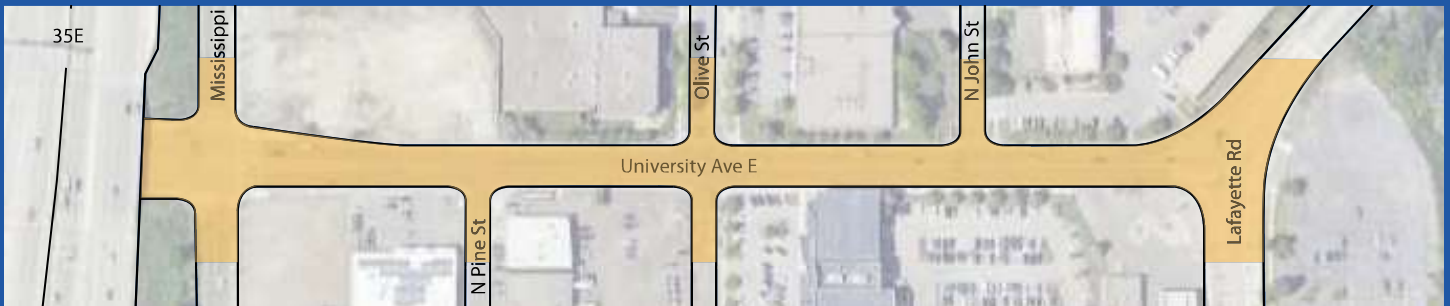 35E
Mississippi
Olive St
N John St
University Ave E
N Pine St
Lafayette Rd